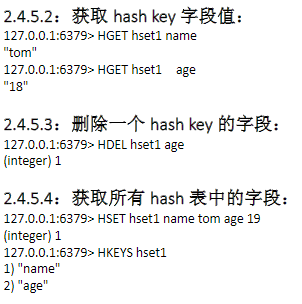 2.4.5.2：获取 hash key 字段值：
127.0.0.1:6379> HGET hset1 name
"tom"
127.0.0.1:6379> HGET hset1    age
"18"
2.4.5.3：删除一个 hash key 的字段：
127.0.0.1:6379> HDEL hset1 age
(integer) 1
2.4.5.4：获取所有 hash 表中的字段：
127.0.0.1:6379> HSET hset1 name tom age 19
(integer) 1
127.0.0.1:6379> HKEYS hset1
1) "name"
2) "age"